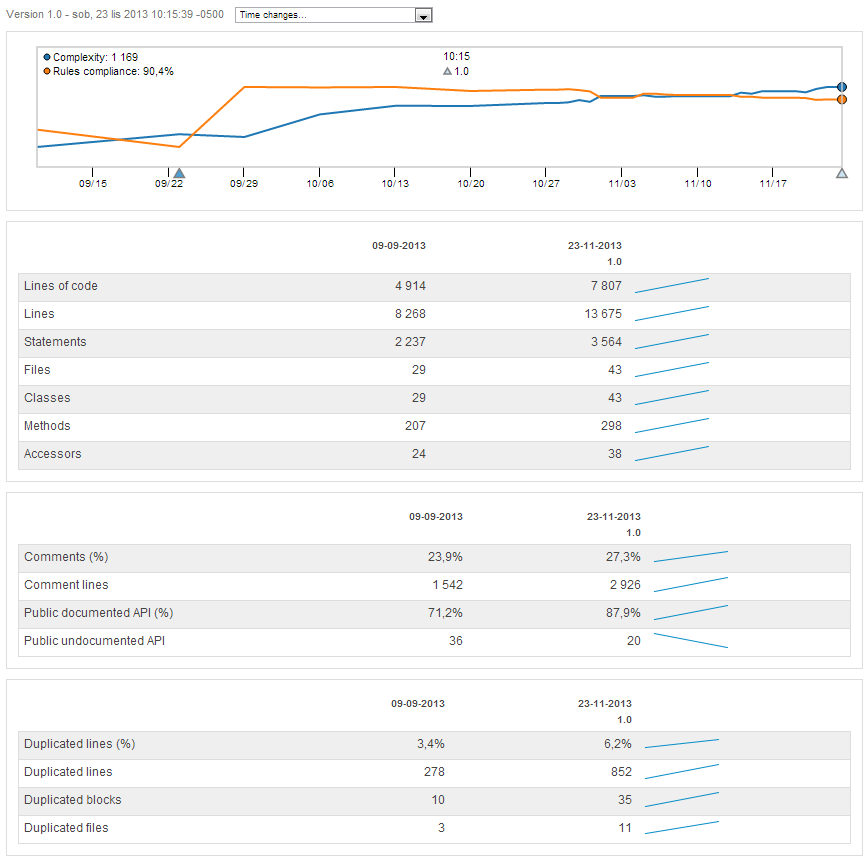 Version 1.0 - sob, 23 lis 2013 10:15:39 -0500 Time changes...
Complexity: 1 169 10:15
Rules compliance: 90,4% 1.0
09/15 09/22 09/29 10/06 10/13 10/20 10/27 11/03 11/10 11/17
09-09-2013 23-11-2013
1.0
Lines of code 4 914 7 807
Lines 8 268 13 675
Statements 2 237 3 564
Files 29 43
Classes 29 43
Methods 207 298
Accessors 24 38
09-09-2013 23-11-2013
1.0
Comments (%) 23,9% 27,3%
Comment lines 1 542 2 926
Public documented API (%) 71,2% 87,9%
Public undocumented API 36 20
09-09-2013 23-11-2013
1.0
Duplicated lines (%) 3,4% 6,2%
Duplicated lines 278 852
Duplicated blocks 10 35
Duplicated files 3 11